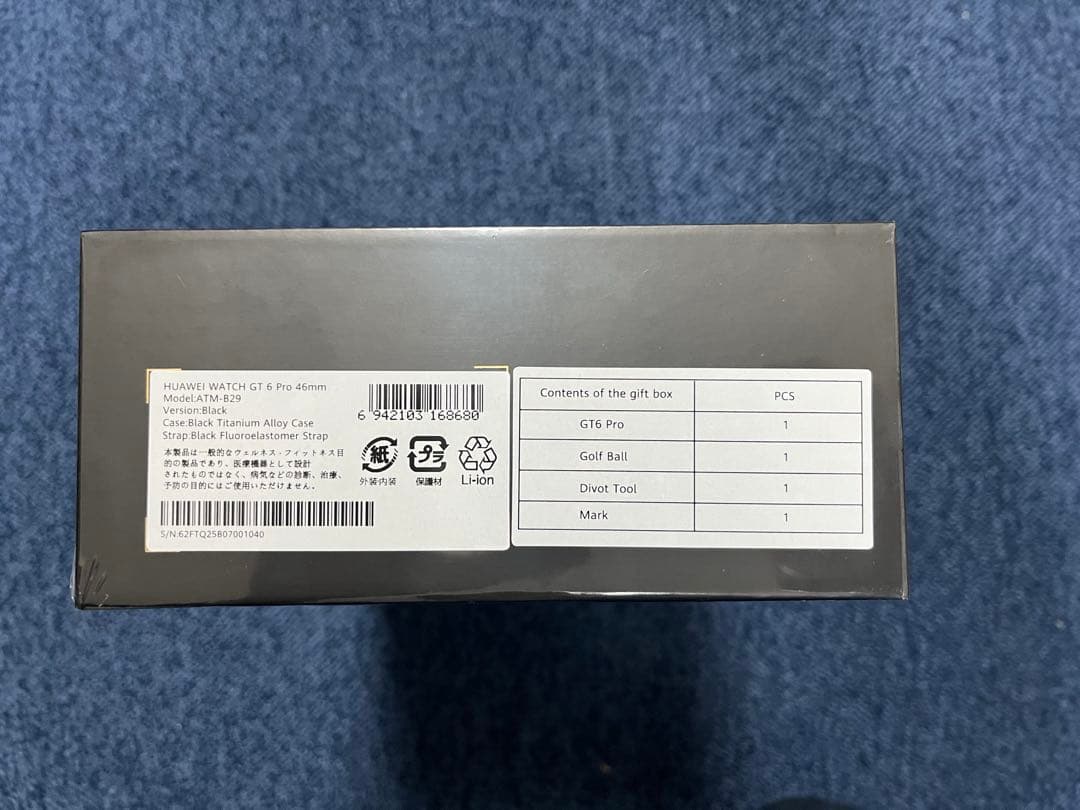 HUAWEI WATCH GT 6 Pro 46mm
Model:ATM-B29
Version:Black
Case:Black Titanium Alloy Case
Strap:Black Fluoroelastomer Strap
本製品は一般的なウェルネス・フィットネス目
的の製品であり、医療機器として設計
されたものではなく、病気などの診断、治療、
予防の目的にはご使用いただけません。
6 942103 168680
紙
外装・内装
プラ
保護材
Li-ion
S/N:62FTQ25B07001040
Contents of the gift box PCS
GT6 Pro 1
Golf Ball 1
Divot Tool 1
Mark 1